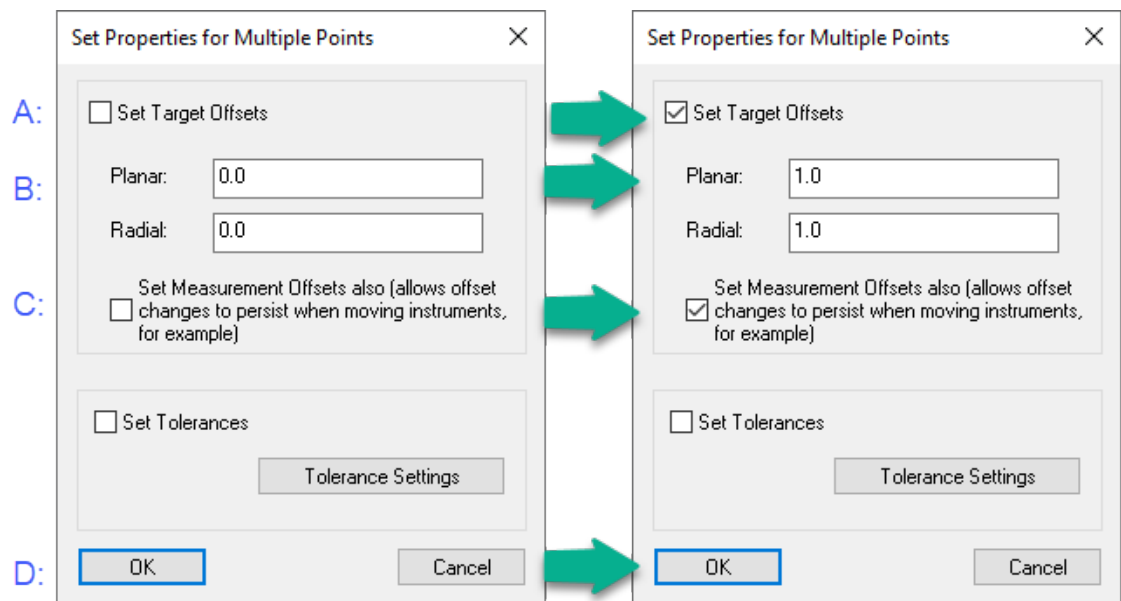 Set Properties for Multiple Points
A: Set Target Offsets
B: Planar: 0.0
Radial: 0.0
C: Set Measurement Offsets also (allows offset
changes to persist when moving instruments,
for example)
Set Tolerances
Tolerance Settings
D: OK Cancel
Set Properties for Multiple Points
Set Target Offsets
Planar: 1.0
Radial: 1.0
Set Measurement Offsets also (allows offset
changes to persist when moving instruments,
for example)
Set Tolerances
Tolerance Settings
OK Cancel